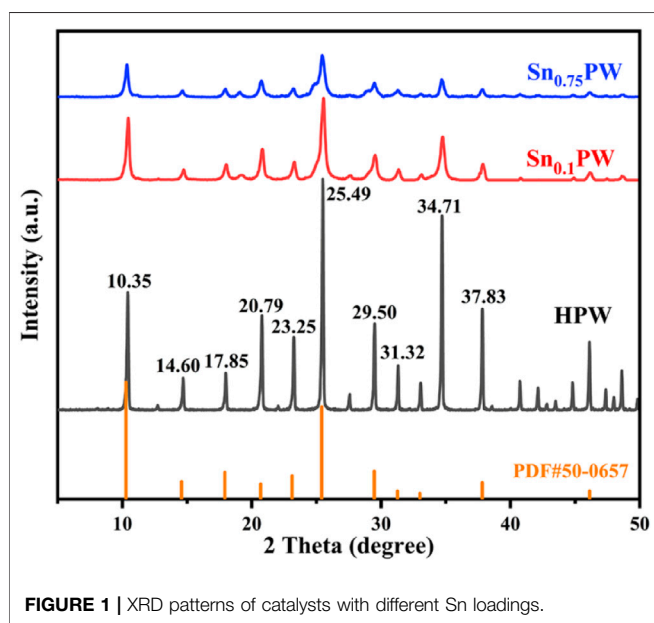 Sn0.75PW
Sn0.1PW
25.49
34.71
10.35
20.79
37.83
29.50
HPW
23.25
17.85
31.32
14.60
PDF#50-0657
Intensity (a.u.)
10 20 30 40 50
2 Theta (degree)
FIGURE 1 | XRD patterns of catalysts with different Sn loadings.